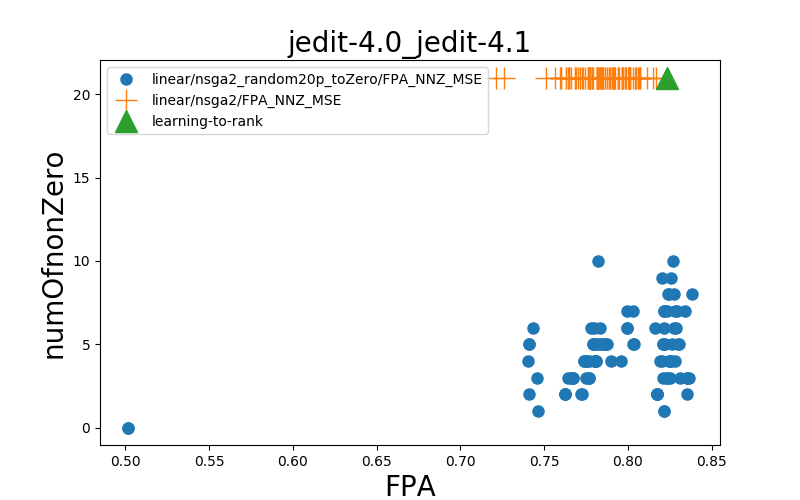 jedit-4.0_jedit-4.1
linear/nsga2_random20p_toZero/FPA_NNZ_MSE
linear/nsga2/FPA_NNZ_MSE
learning-to-rank
numOfnonZero
20
15
10
5
0
0.50 0.55 0.60 0.65 0.70 0.75 0.80 0.85
FPA